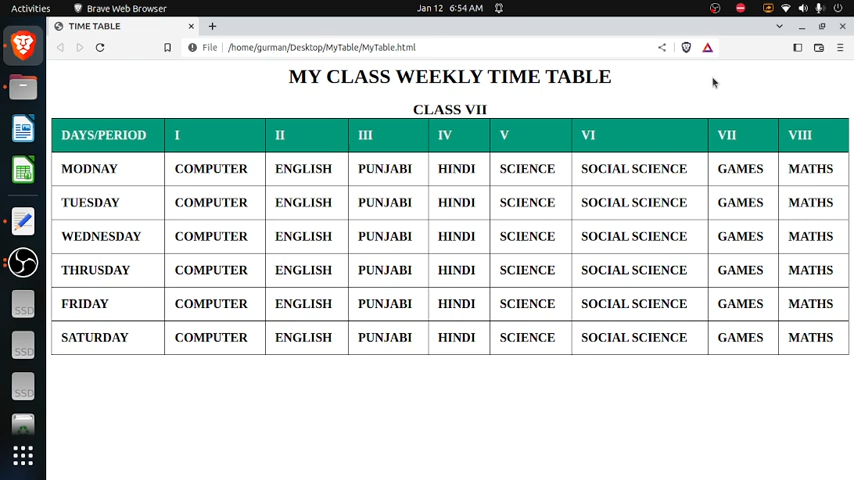 Activities Brave Web Browser Jan 12 6:54 AM
TIME TABLE
File /home/gurman/Desktop/MyTable/MyTable.html
MY CLASS WEEKLY TIME TABLE
CLASS VII
DAYS/PERIOD I II III IV V VI VII VIII
MODNAY COMPUTER ENGLISH PUNJABI HINDI SCIENCE SOCIAL SCIENCE GAMES MATHS
TUESDAY COMPUTER ENGLISH PUNJABI HINDI SCIENCE SOCIAL SCIENCE GAMES MATHS
WEDNESDAY COMPUTER ENGLISH PUNJABI HINDI SCIENCE SOCIAL SCIENCE GAMES MATHS
THRUSDAY COMPUTER ENGLISH PUNJABI HINDI SCIENCE SOCIAL SCIENCE GAMES MATHS
FRIDAY COMPUTER ENGLISH PUNJABI HINDI SCIENCE SOCIAL SCIENCE GAMES MATHS
SATURDAY COMPUTER ENGLISH PUNJABI HINDI SCIENCE SOCIAL SCIENCE GAMES MATHS
SSD
SSD
SSD